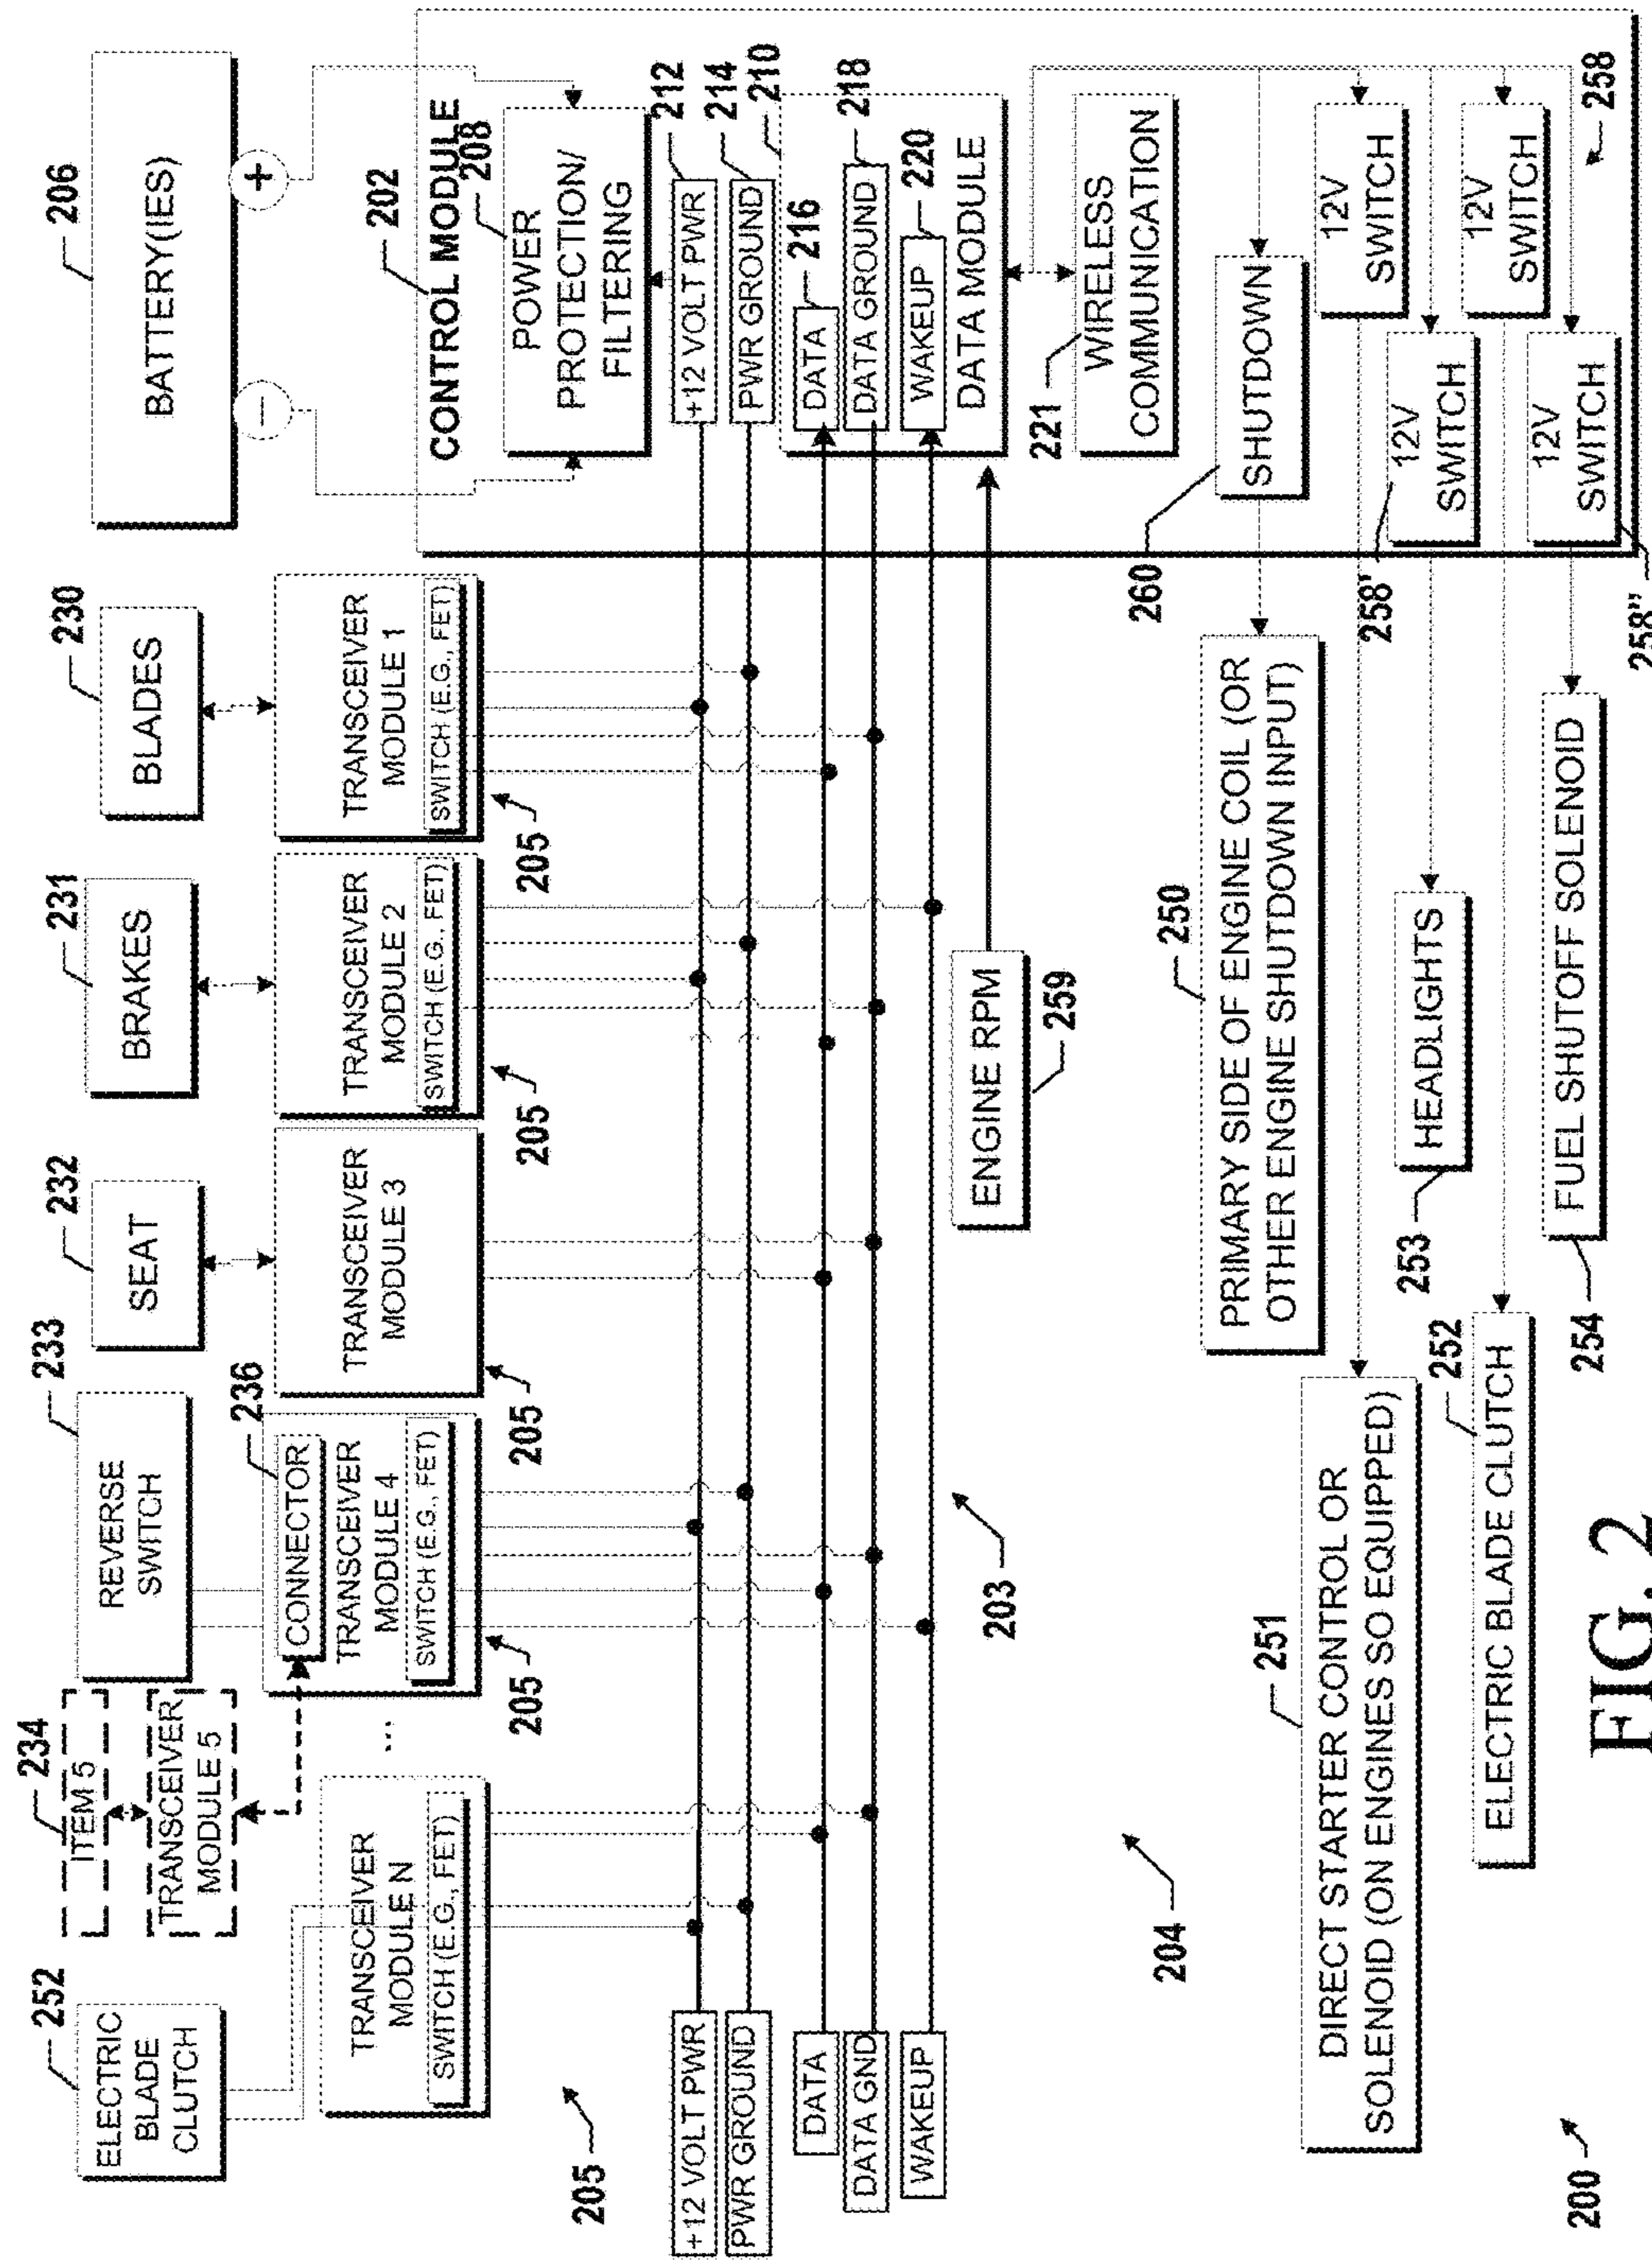 252
ELECTRIC
BLADE
CLUTCH
234
ITEM 5
TRANSCEIVER
MODULE 5
233
REVERSE
SWITCH
232
SEAT
231
BRAKES
230
BLADES
206
BATTERY(IES)
−
+
TRANSCEIVER
MODULE N
SWITCH (E.G., FET)
...
236
CONNECTOR
TRANSCEIVER
MODULE 4
SWITCH (E.G., FET)
TRANSCEIVER
MODULE 3
TRANSCEIVER
MODULE 2
SWITCH (E.G., FET)
TRANSCEIVER
MODULE 1
SWITCH (E.G., FET)
205
205
205
205
205
202
CONTROL MODULE
208
POWER
PROTECTION/
FILTERING
+12 VOLT PWR
PWR GROUND
DATA
DATA GND
WAKEUP
+12 VOLT PWR
212
PWR GROUND
214
210
DATA
216
DATA GROUND
218
WAKEUP
220
DATA MODULE
203
ENGINE RPM
259
221
WIRELESS
COMMUNICATION
204
260
SHUTDOWN
250
PRIMARY SIDE OF ENGINE COIL (OR
OTHER ENGINE SHUTDOWN INPUT)
251
DIRECT STARTER CONTROL OR
SOLENOID (ON ENGINES SO EQUIPPED)
12V
SWITCH
258'
12V
SWITCH
HEADLIGHTS
253
252
ELECTRIC BLADE CLUTCH
12V
SWITCH
254
FUEL SHUTOFF SOLENOID
12V
SWITCH
258
258''
200
FIG. 2